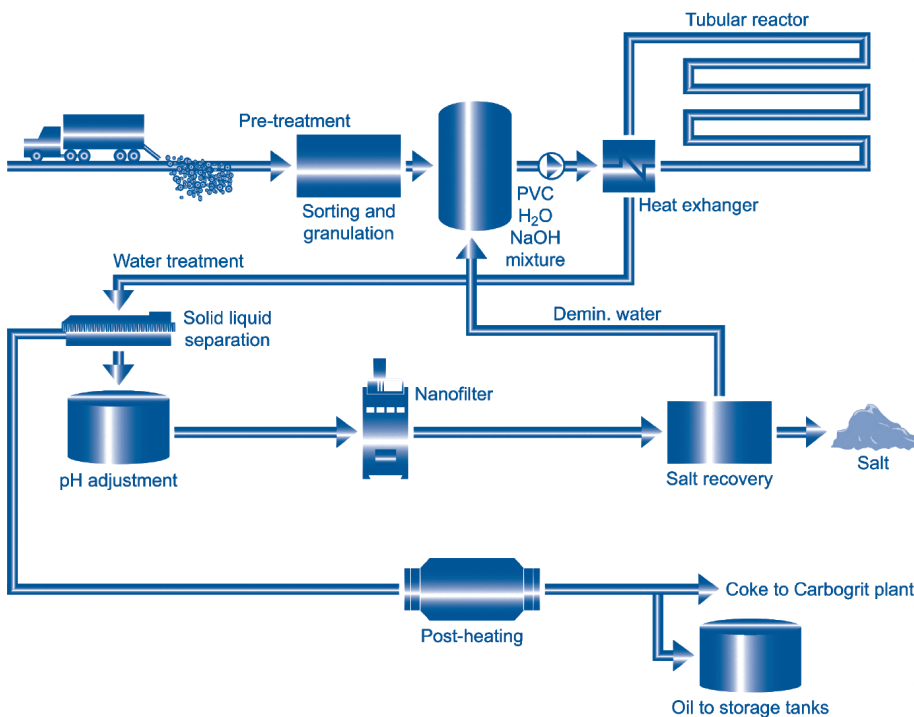 Tubular reactor
Pre-treatment
Sorting and
granulation
PVC
H₂O
NaOH
mixture
Heat exhanger
Water treatment
Solid liquid
separation
Demin. water
Nanofilter
pH adjustment
Salt recovery
Salt
Post-heating
Coke to Carbogrit plant
Oil to storage tanks